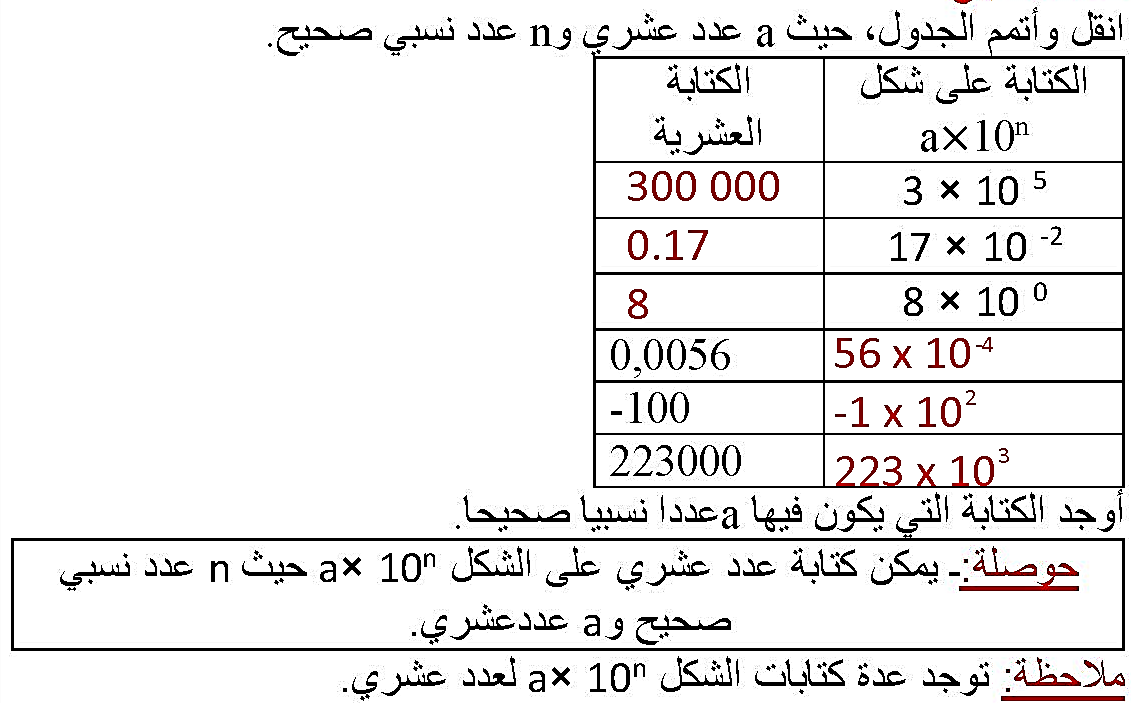 انقل وأتمم الجدول، حيث a عدد عشري وn عدد نسبي صحيح.
الكتابة على شكل a×10ⁿ الكتابة العشرية
3 × 10 ⁵ 300 000
17 × 10 ⁻² 0.17
8 × 10 ⁰ 8
56 x 10⁻⁴ 0,0056
-1 x 10² -100
223 x 10³ 223000
أوجد الكتابة التي يكون فيها aعددا نسبيا صحيحا.
حوصلة:ـ يمكن كتابة عدد عشري على الشكل a× 10ⁿ حيث n عدد نسبي
صحيح وa عددعشري.
ملاحظة: توجد عدة كتابات الشكل a× 10ⁿ لعدد عشري.